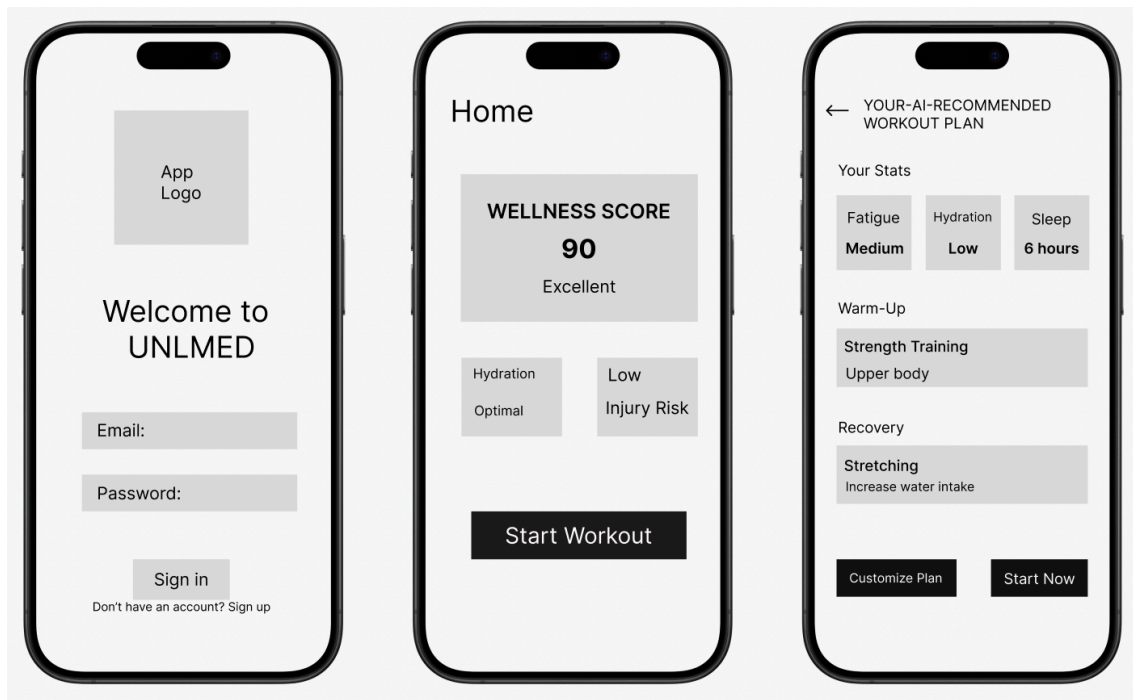 App
Logo
Welcome to
UNLMED
Email:
Password:
Sign in
Don't have an account? Sign up
Home
WELLNESS SCORE
90
Excellent
Hydration
Optimal
Low
Injury Risk
Start Workout
YOUR-AI-RECOMMENDED
WORKOUT PLAN
Your Stats
Fatigue
Medium
Hydration
Low
Sleep
6 hours
Warm-Up
Strength Training
Upper body
Recovery
Stretching
Increase water intake
Customize Plan
Start Now